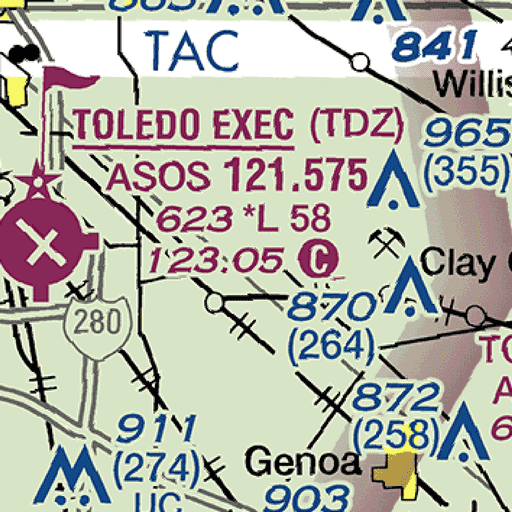 TAC
841
Willis
TOLEDO EXEC (TDZ)
965
(355)
ASOS 121.575
623 *L 58
123:05 C
Clay
870
(264)
280
872
(258)
911
(274)
UC
Genoa
903